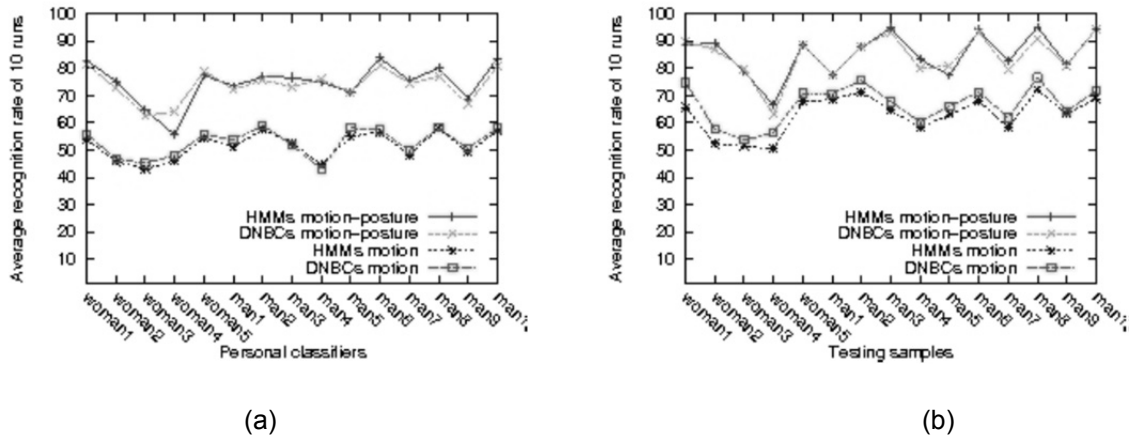 Average recognition rate of 10 runs
100
90
80
70
60
50
40
30
20
10
HMMs motion-posture
DNBCs motion-posture
HMMs motion
DNBCs motion
woman1
woman2
woman3
woman4
woman5
man1
man2
man3
man4
man5
man6
man7
man8
man9
Personal classifiers
(a)
Average recognition rate of 10 runs
100
90
80
70
60
50
40
30
20
10
HMMs motion-posture
DNBCs motion-posture
HMMs motion
DNBCs motion
woman1
woman2
woman3
woman4
woman5
man1
man2
man3
man4
man5
man6
man7
man8
man9
Testing samples
(b)